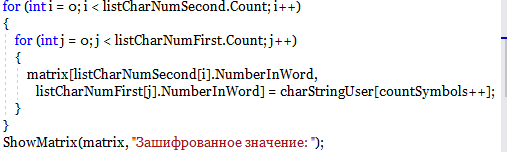 for (int i = 0; i < listCharNumSecond.Count; i++)
{
for (int j = 0; j < listCharNumFirst.Count; j++)
{
matrix[listCharNumSecond[i].NumberInWord,
listCharNumFirst[j].NumberInWord] = charStringUser[countSymbols++];
}
}
ShowMatrix(matrix, "Зашифрованное значение: ");